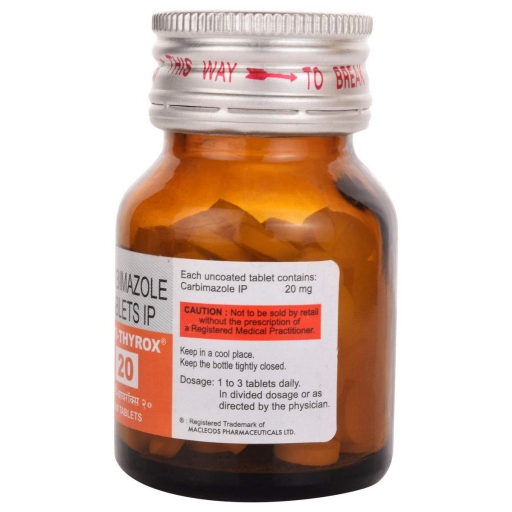 THIS WAY TO BREAK
BIMAZOLE
BLETS IP
-THYROX®
20
२०
TABLETS
Each uncoated tablet contains:
Carbimazole IP 20 mg
CAUTION : Not to be sold by retail
without the prescription of
a Registered Medical Practitioner.
Keep in a cool place.
Keep the bottle tightly closed.
Dosage: 1 to 3 tablets daily.
In divided dosage or as
directed by the physician.
® : Registered Trademark of
MACLEODS PHARMACEUTICALS LTD.